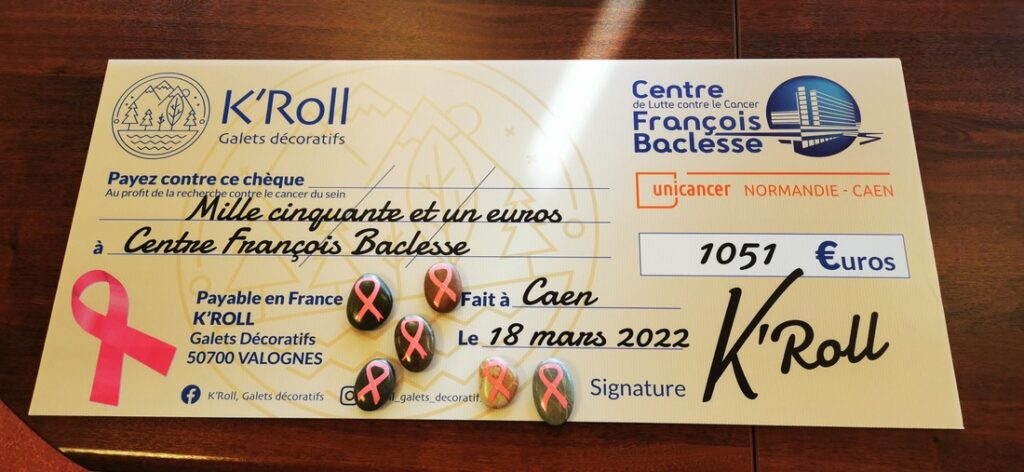 K'Roll
Galets décoratifs
Centre
de Lutte contre le Cancer
François
Baclesse
unicancer NORMANDIE - CAEN
Payez contre ce chèque
Au profit de la recherche contre le cancer du sein
Mille cinquante et un euros
à Centre François Baclesse
1051 €uros
Payable en France
K'ROLL
Galets Décoratifs
50700 VALOGNES
Fait à Caen
Le 18 mars 2022
Signature
K'Roll
K'Roll, Galets décoratifs
_galets_decoratif